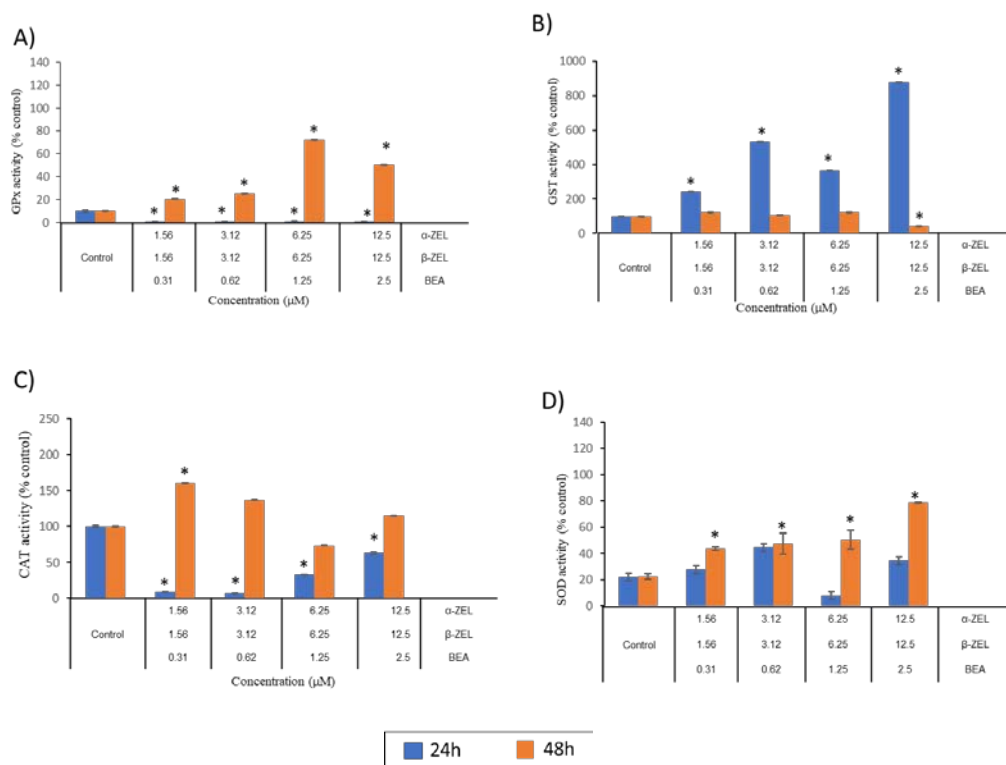 A)
140
120
100
80
60
40
20
0
GPx activity (% control)
* * * * * * * *
1.56 3.12 6.25 12.5 α-ZEL
Control 1.56 3.12 6.25 12.5 β-ZEL
0.31 0.62 1.25 2.5 BEA
Concentration (μM)
B)
1000
800
600
400
200
0
GST activity (% control)
* * * * *
1.56 3.12 6.25 12.5 α-ZEL
Control 1.56 3.12 6.25 12.5 β-ZEL
0.31 0.62 1.25 2.5 BEA
Concentration (μM)
C)
250
200
150
100
50
0
CAT activity (% control)
* * * * *
1.56 3.12 6.25 12.5 α-ZEL
Control 1.56 3.12 6.25 12.5 β-ZEL
0.31 0.62 1.25 2.5 BEA
Concentration (μM)
D)
140
120
100
80
60
40
20
0
SOD activity (% control)
* * * *
1.56 3.12 6.25 12.5 α-ZEL
Control 1.56 3.12 6.25 12.5 β-ZEL
0.31 0.62 1.25 2.5 BEA
24h 48h